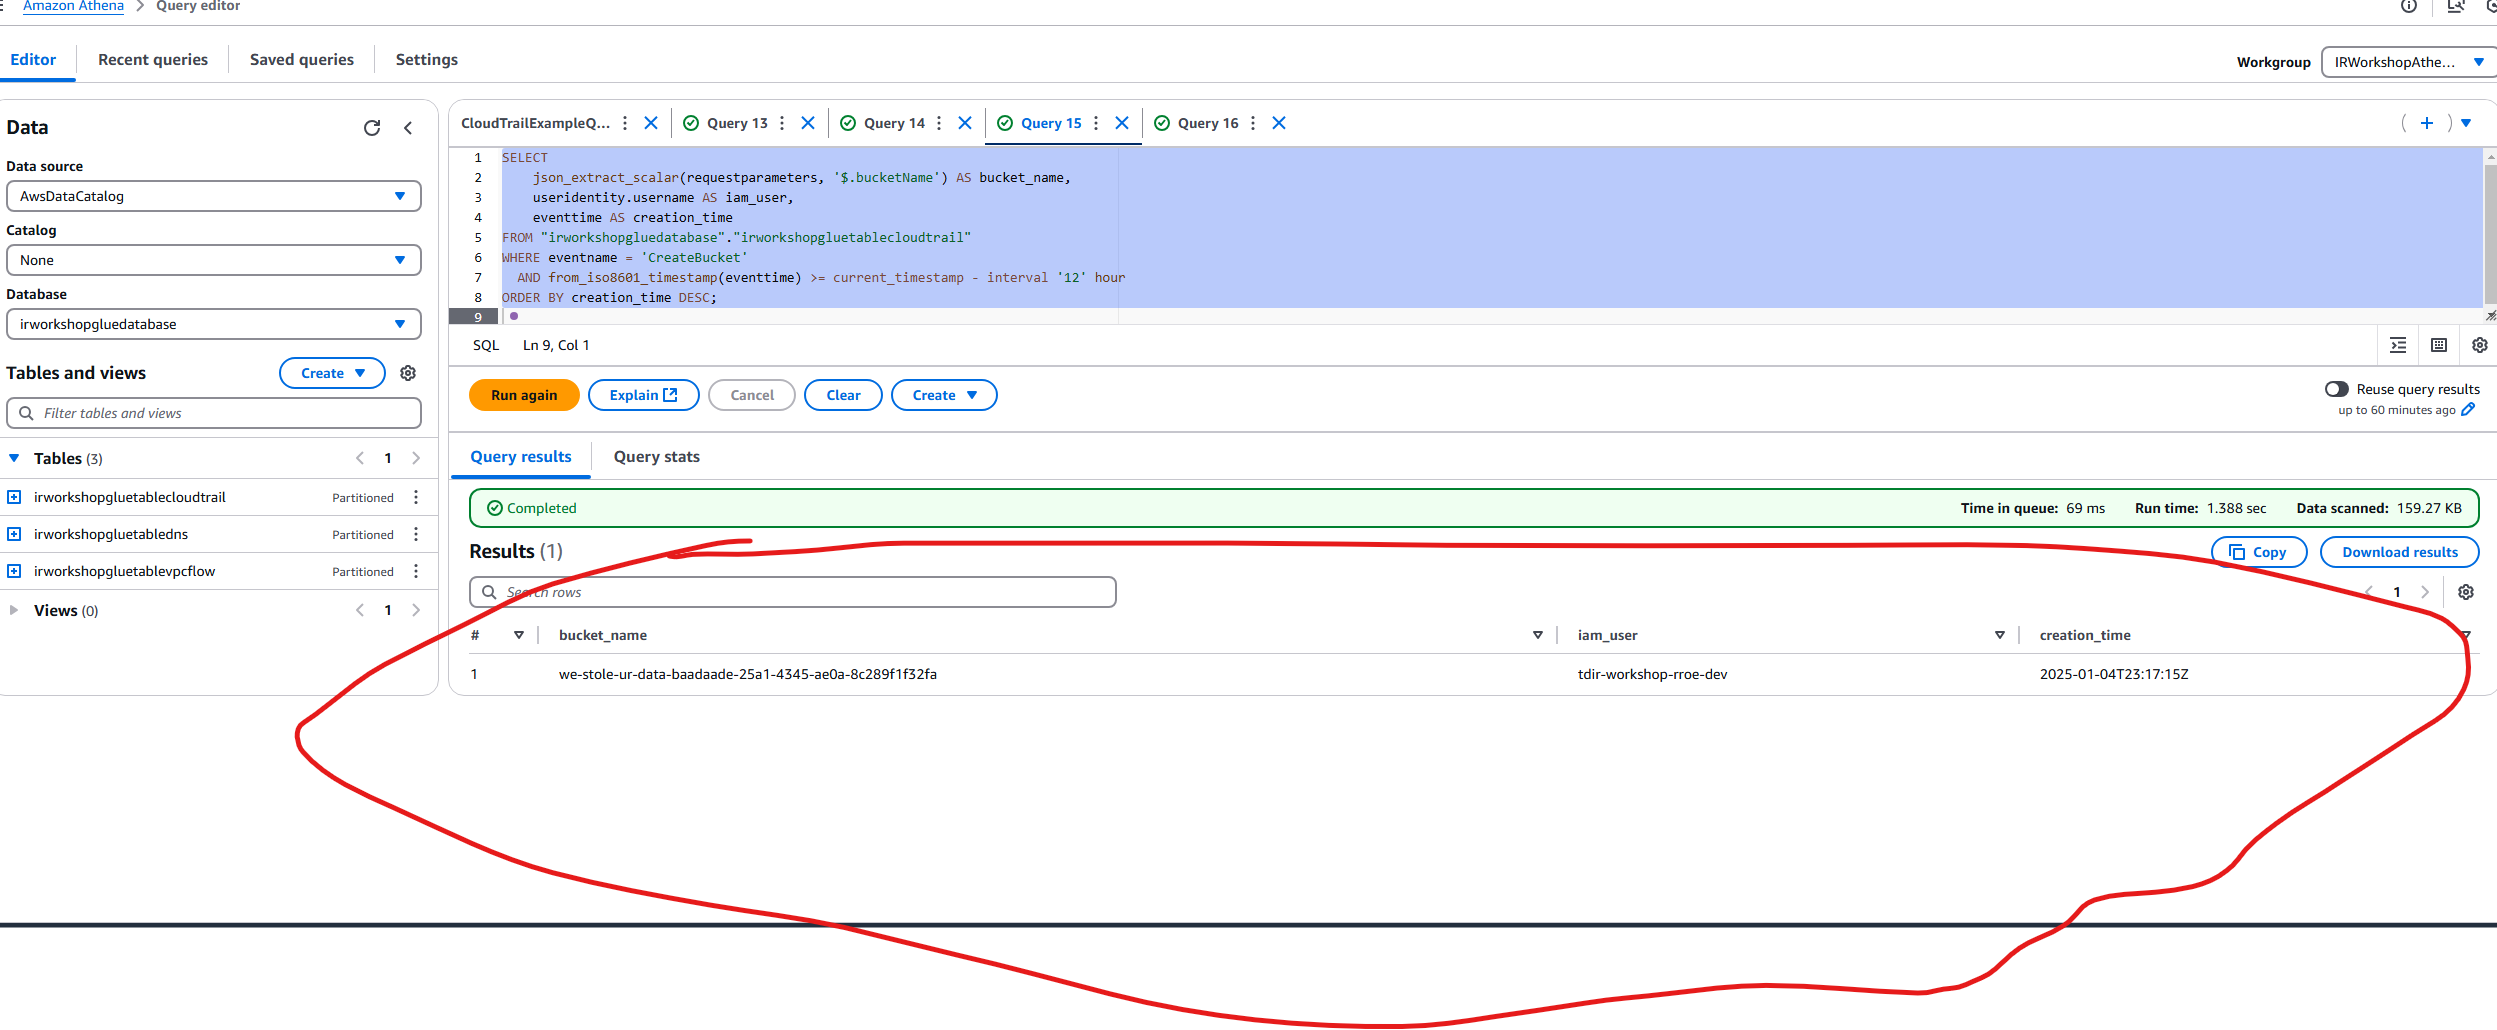 Amazon Athena > Query editor
Editor Recent queries Saved queries Settings
Workgroup IRWorkshopAthe...
Data
Data source
AwsDataCatalog
Catalog
None
Database
irworkshopgluedatabase
Tables and views Create
Filter tables and views
Tables (3) < 1 >
irworkshopgluetablecloudtrail Partitioned
irworkshopgluetabledns Partitioned
irworkshopgluetablevpcflow Partitioned
Views (0) < 1 >
CloudTrailExampleQ... Query 13 Query 14 Query 15 Query 16
1 SELECT
2 json_extract_scalar(requestparameters, '$.bucketName') AS bucket_name,
3 useridentity.username AS iam_user,
4 eventtime AS creation_time
5 FROM "irworkshopgluedatabase"."irworkshopgluetablecloudtrail"
6 WHERE eventname = 'CreateBucket'
7 AND from_iso8601_timestamp(eventtime) >= current_timestamp - interval '12' hour
8 ORDER BY creation_time DESC;
9
SQL Ln 9, Col 1
Run again Explain Cancel Clear Create
Reuse query results
up to 60 minutes ago
Query results Query stats
Completed Time in queue: 69 ms Run time: 1.388 sec Data scanned: 159.27 KB
Results (1) Copy Download results
Search rows < 1 >
# bucket_name iam_user creation_time
1 we-stole-ur-data-baadaade-25a1-4345-ae0a-8c289f1f32fa tdir-workshop-rroe-dev 2025-01-04T23:17:15Z